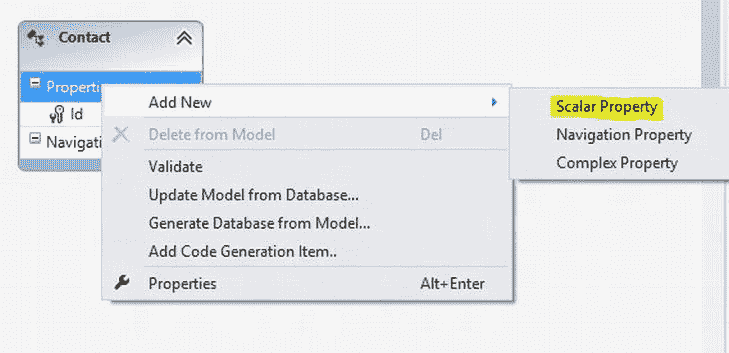 Contact
Properti
Id
Navigati
Add New
Delete from Model Del
Validate
Update Model from Database...
Generate Database from Model...
Add Code Generation Item..
Properties Alt+Enter
Scalar Property
Navigation Property
Complex Property